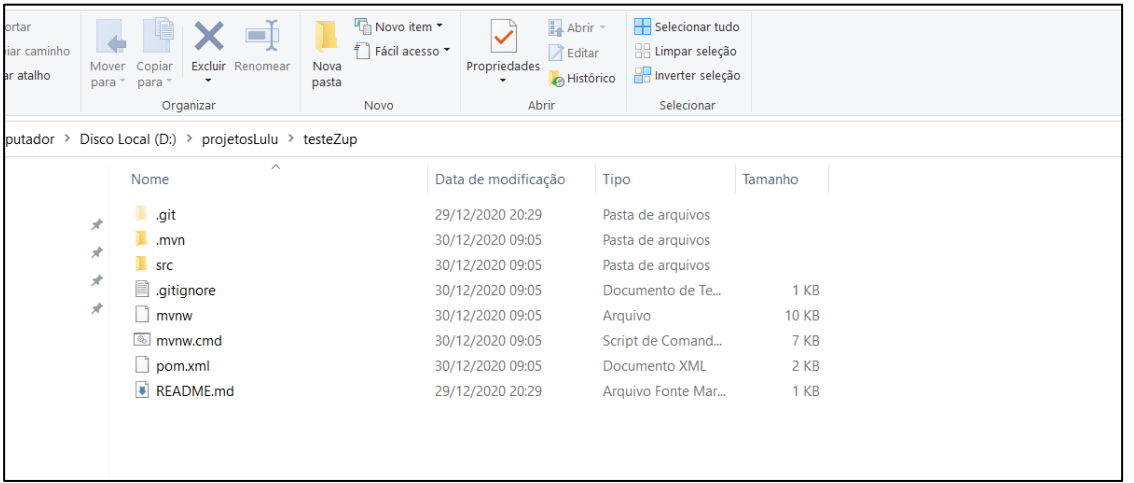 ortar
iar caminho
ar atalho
Mover para
Copiar para
Excluir
Renomear
Organizar
Nova pasta
Novo item
Fácil acesso
Novo
Propriedades
Abrir
Editar
Histórico
Abrir
Selecionar tudo
Limpar seleção
Inverter seleção
Selecionar
putador > Disco Local (D:) > projetosLulu > testeZup
Nome Data de modificação Tipo Tamanho
.git 29/12/2020 20:29 Pasta de arquivos
.mvn 30/12/2020 09:05 Pasta de arquivos
src 30/12/2020 09:05 Pasta de arquivos
.gitignore 30/12/2020 09:05 Documento de Te... 1 KB
mvnw 30/12/2020 09:05 Arquivo 10 KB
mvnw.cmd 30/12/2020 09:05 Script de Comand... 7 KB
pom.xml 30/12/2020 09:05 Documento XML 2 KB
README.md 29/12/2020 20:29 Arquivo Fonte Mar... 1 KB